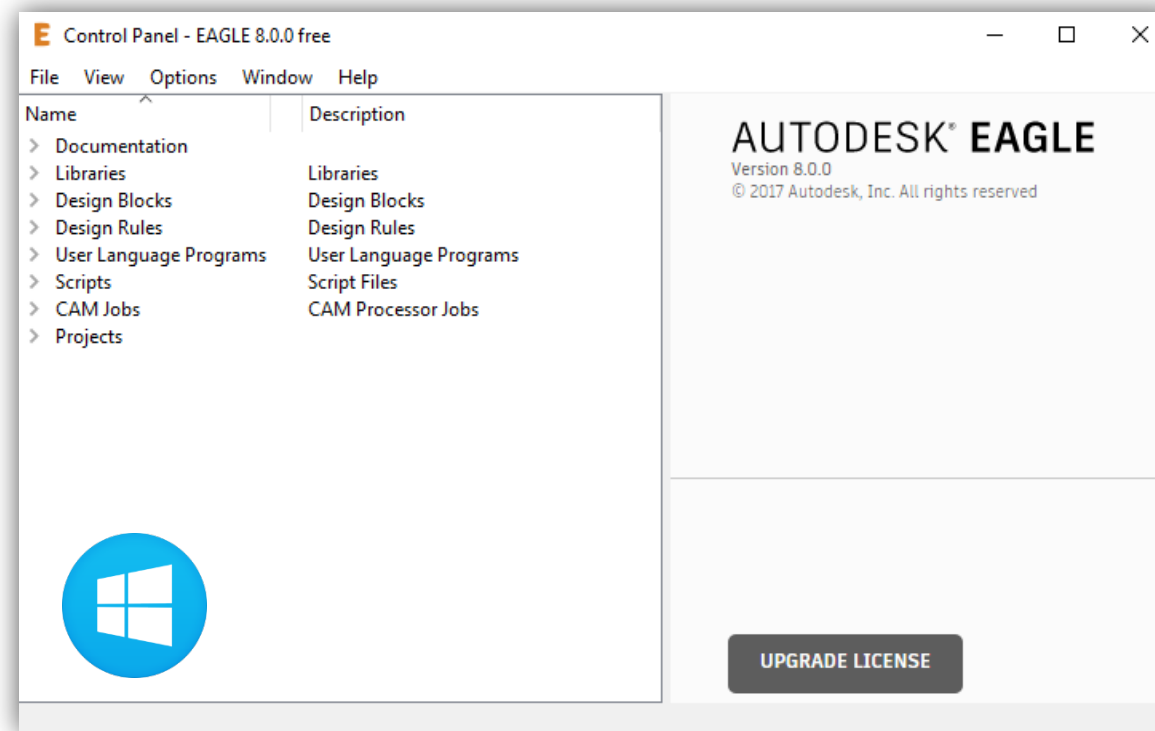 E Control Panel - EAGLE 8.0.0 free
File View Options Window Help
Name Description
Documentation
Libraries Libraries
Design Blocks Design Blocks
Design Rules Design Rules
User Language Programs User Language Programs
Scripts Script Files
CAM Jobs CAM Processor Jobs
Projects
AUTODESK® EAGLE
Version 8.0.0
© 2017 Autodesk, Inc. All rights reserved
UPGRADE LICENSE